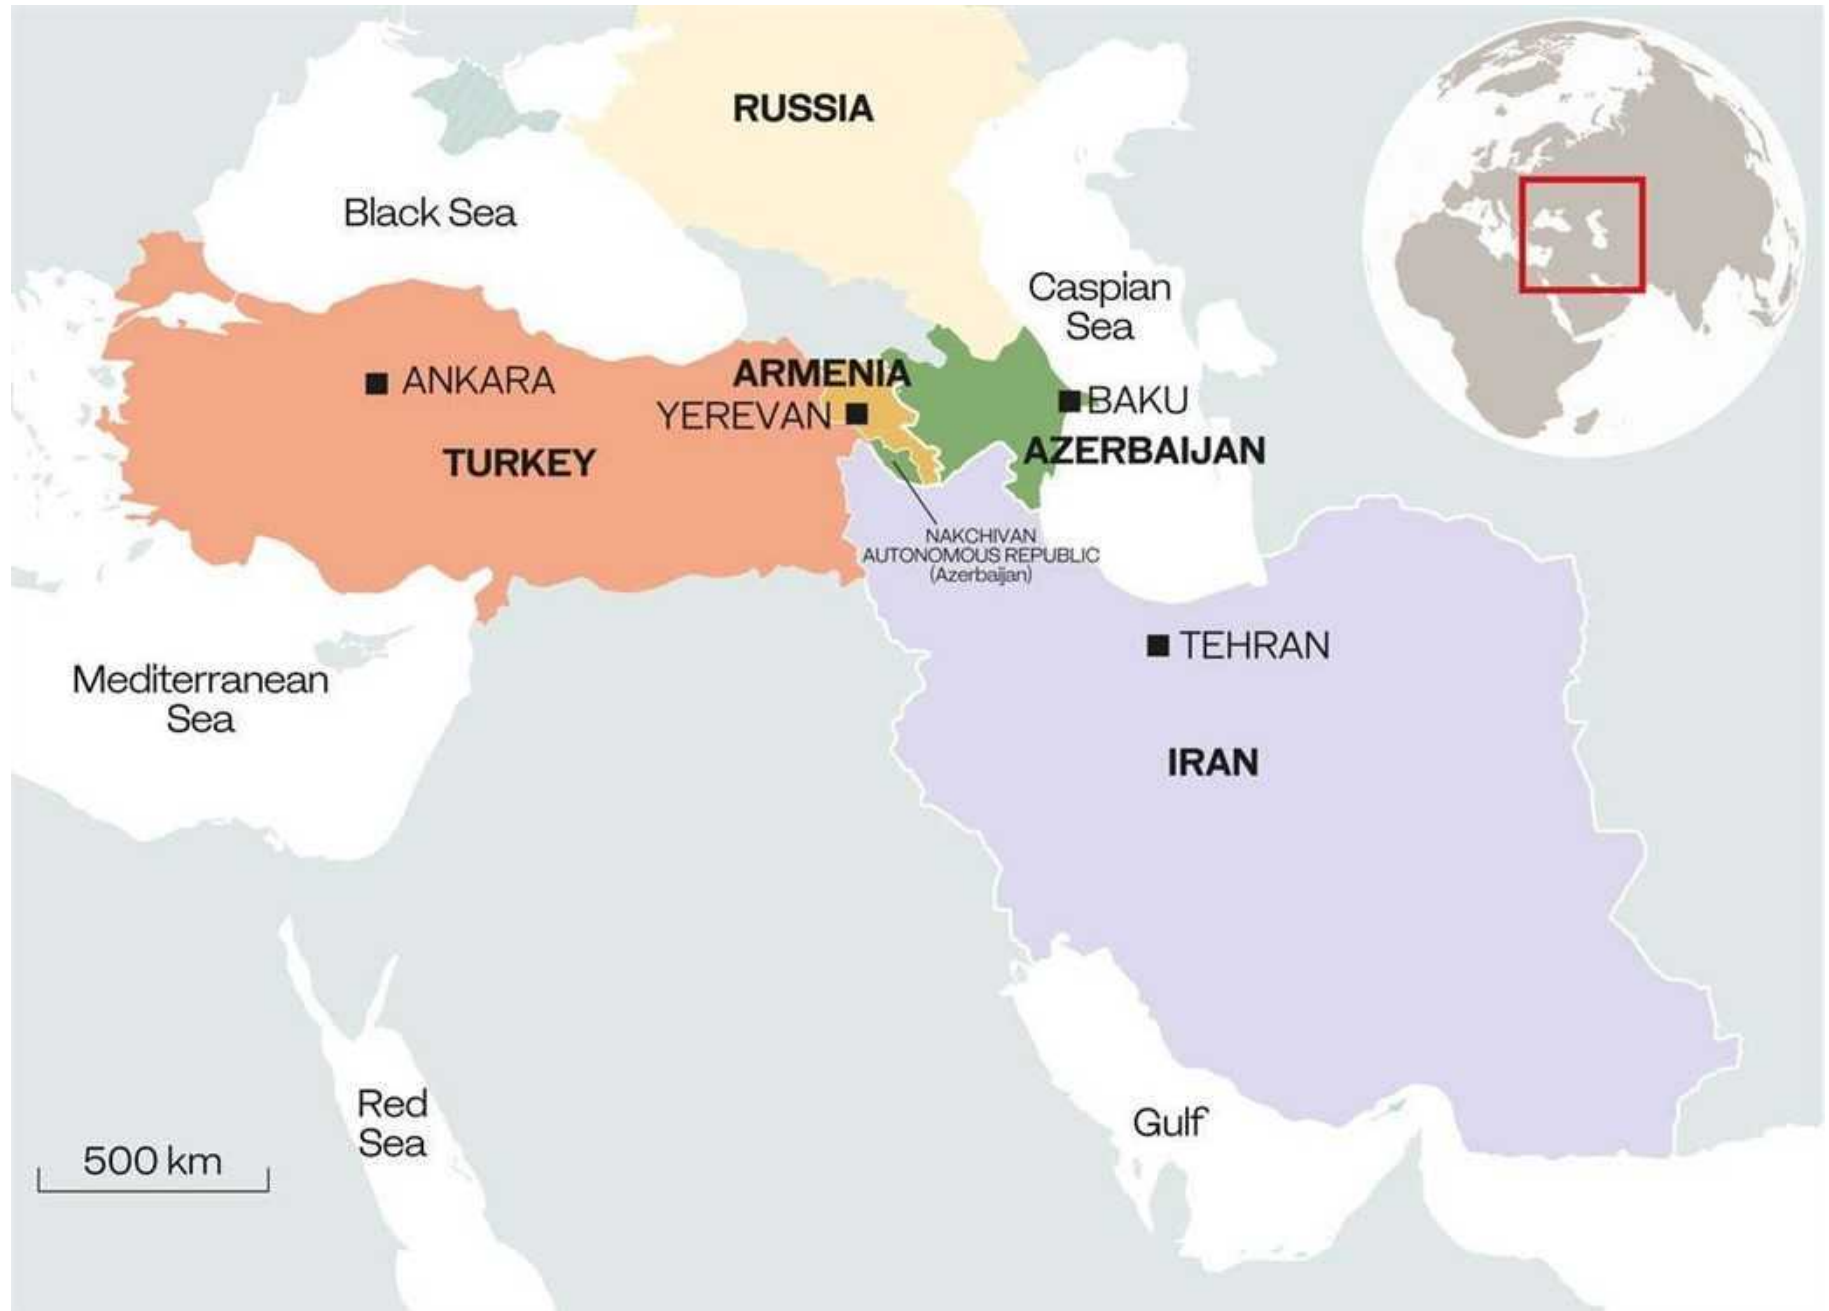 RUSSIA
Black Sea
Caspian
Sea
ARMENIA
ANKARA
BAKU
YEREVAN
TURKEY
AZERBAIJAN
NAKCHIVAN
AUTONOMOUS REPUBLIC
(Azerbaijan)
TEHRAN
Mediterranean
Sea
IRAN
Red
Sea
Gulf
500 km